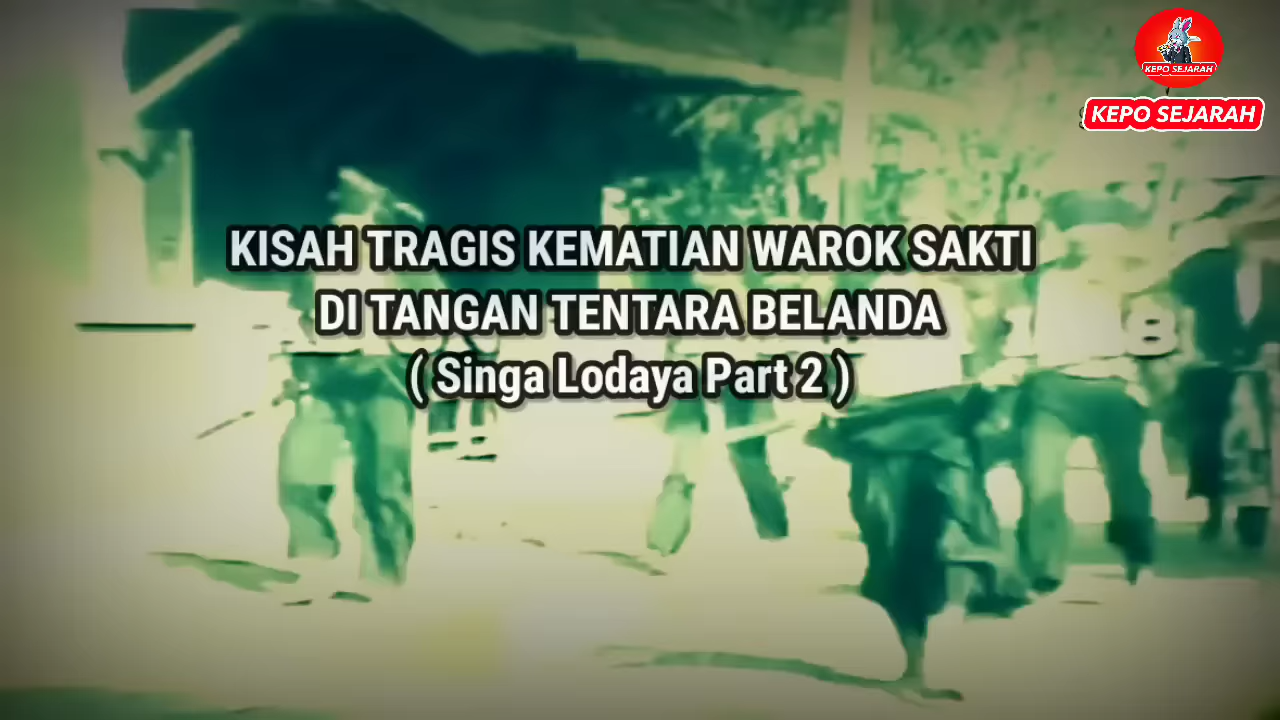 KEPO SEJARAH
KEPO SEJARAH
KISAH TRAGIS KEMATIAN WAROK SAKTI
DI TANGAN TENTARA BELANDA
( Singa Lodaya Part 2 )